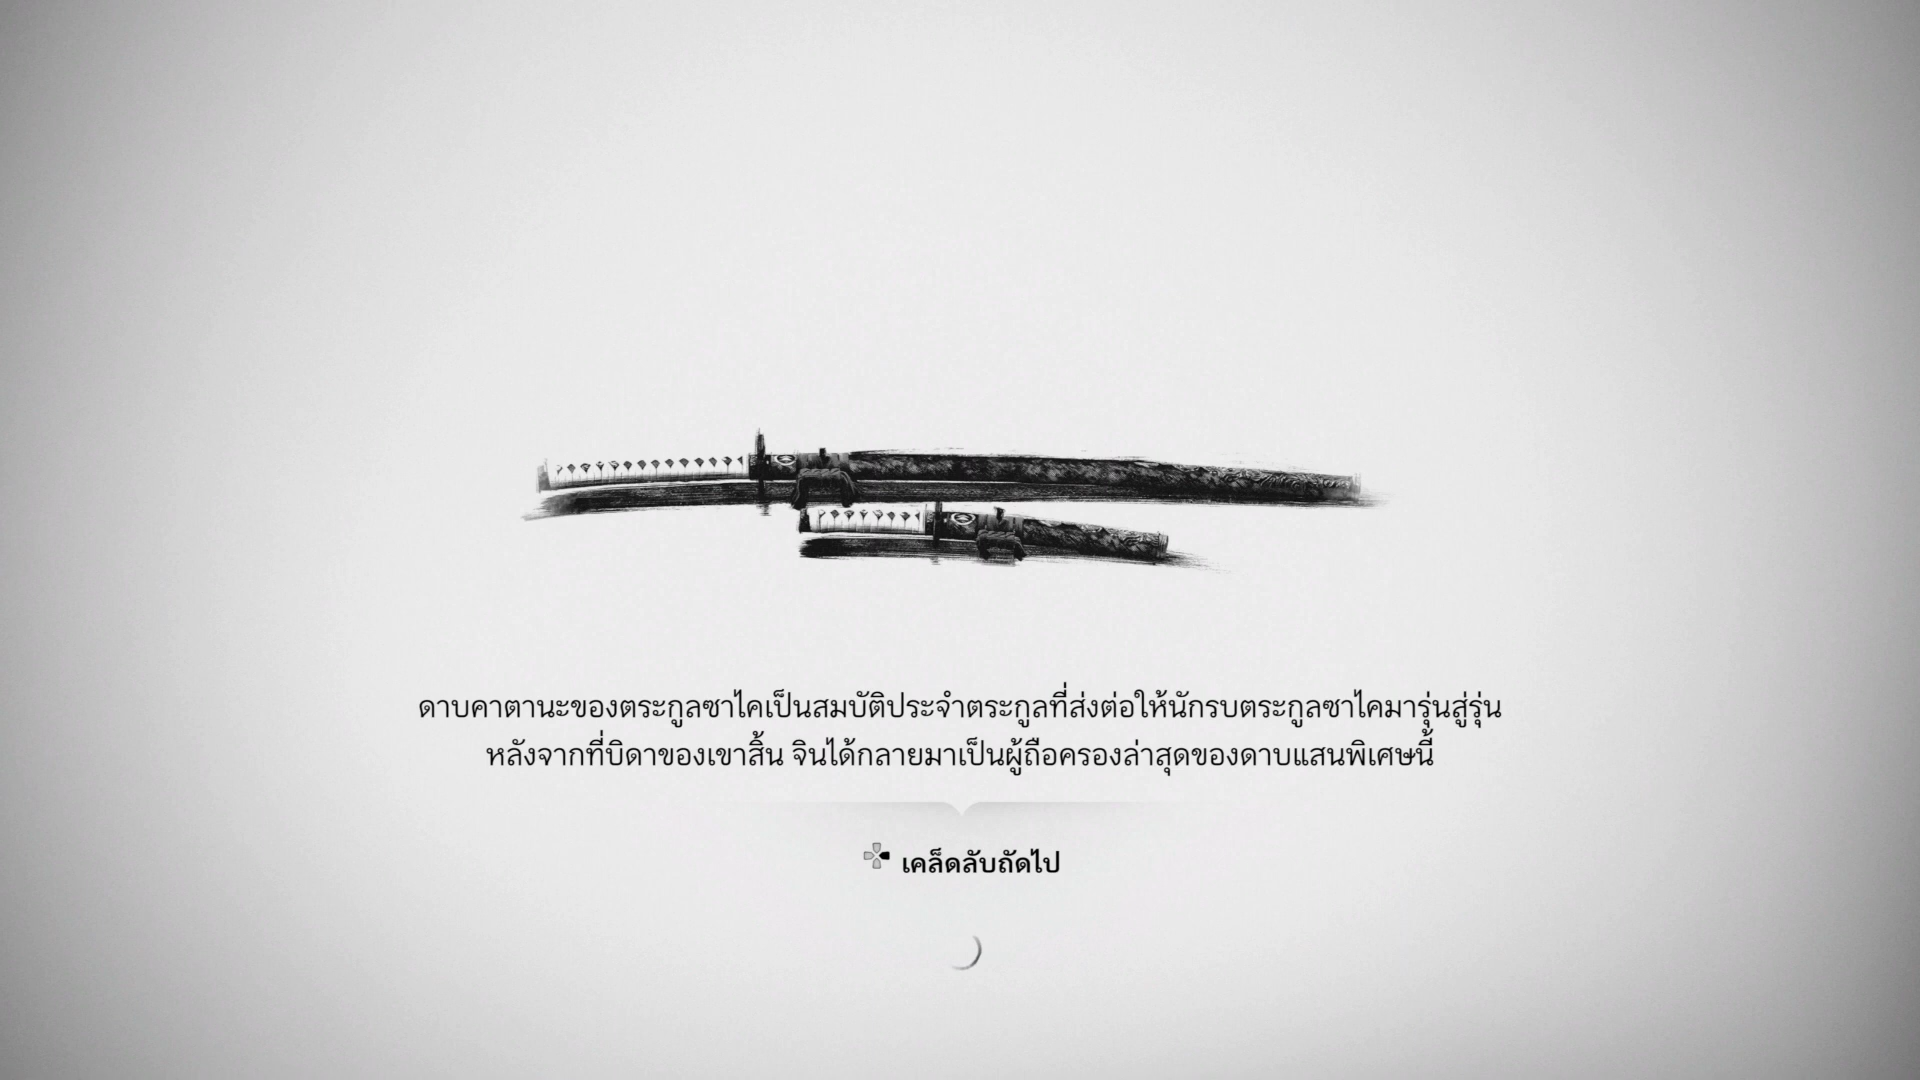 ดาบคาตานะของตระกูลซาไคเป็นสมบัติประจำตระกูลที่ส่งต่อให้นักรบตระกูลซาไคมารุ่นสู่รุ่น
หลังจากที่บิดาของเขาสิ้น จินได้กลายมาเป็นผู้ถือครองล่าสุดของดาบแสนพิเศษนี้
เคล็ดลับถัดไป